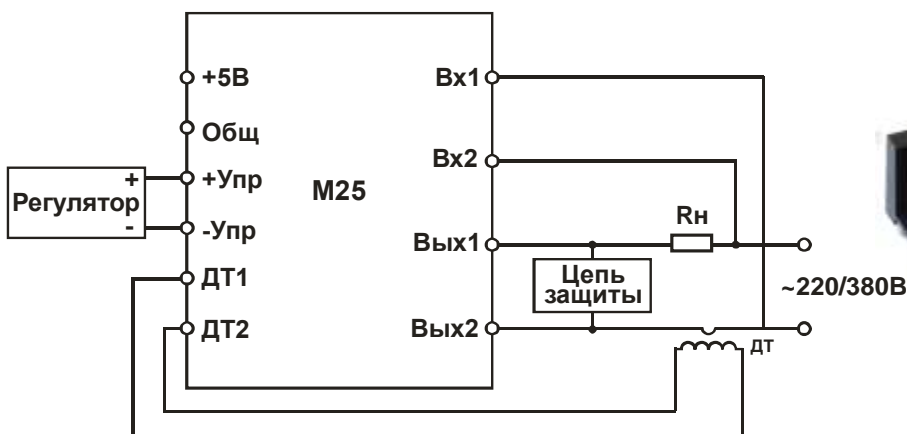 +5В
Общ
+Упр
-Упр
ДТ1
ДТ2
Регулятор
+
-
М25
Вх1
Вх2
Вых1
Вых2
Rн
Цепь
защиты
~220/380В
ДТ